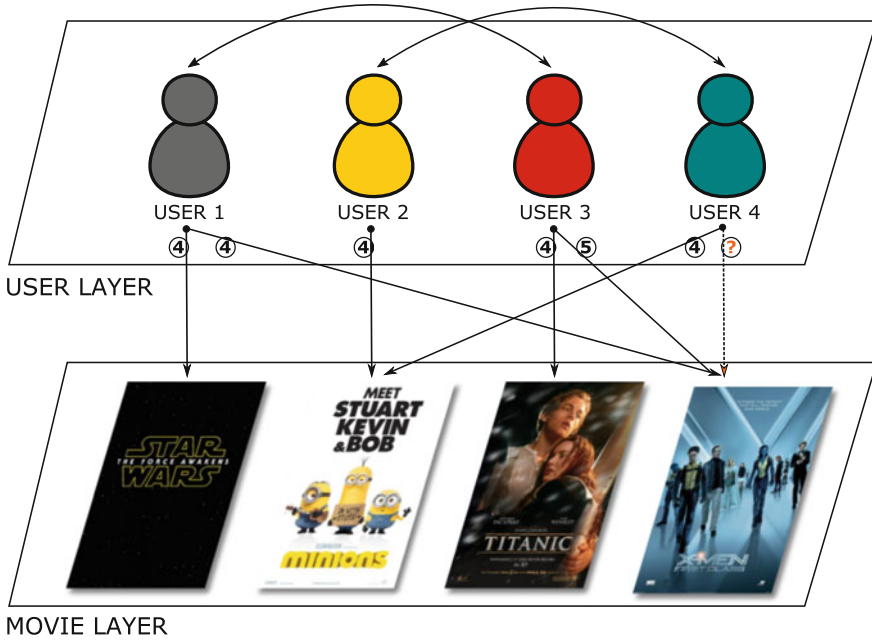 USER 1
USER 2
USER 3
USER 4
4 4 4 4 5 4 ?
USER LAYER
STAR
THE FORCE AWAKENS
WARS
MEET
STUART
KEVIN
& BOB
minions
TITANIC
X-MEN
FIRST CLASS
MOVIE LAYER